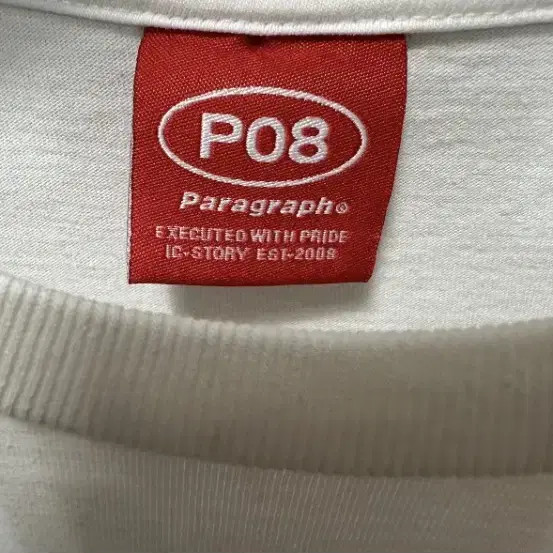 P08
Paragraph®
EXECUTED WITH PRIDE
IC-STORY EST-2008